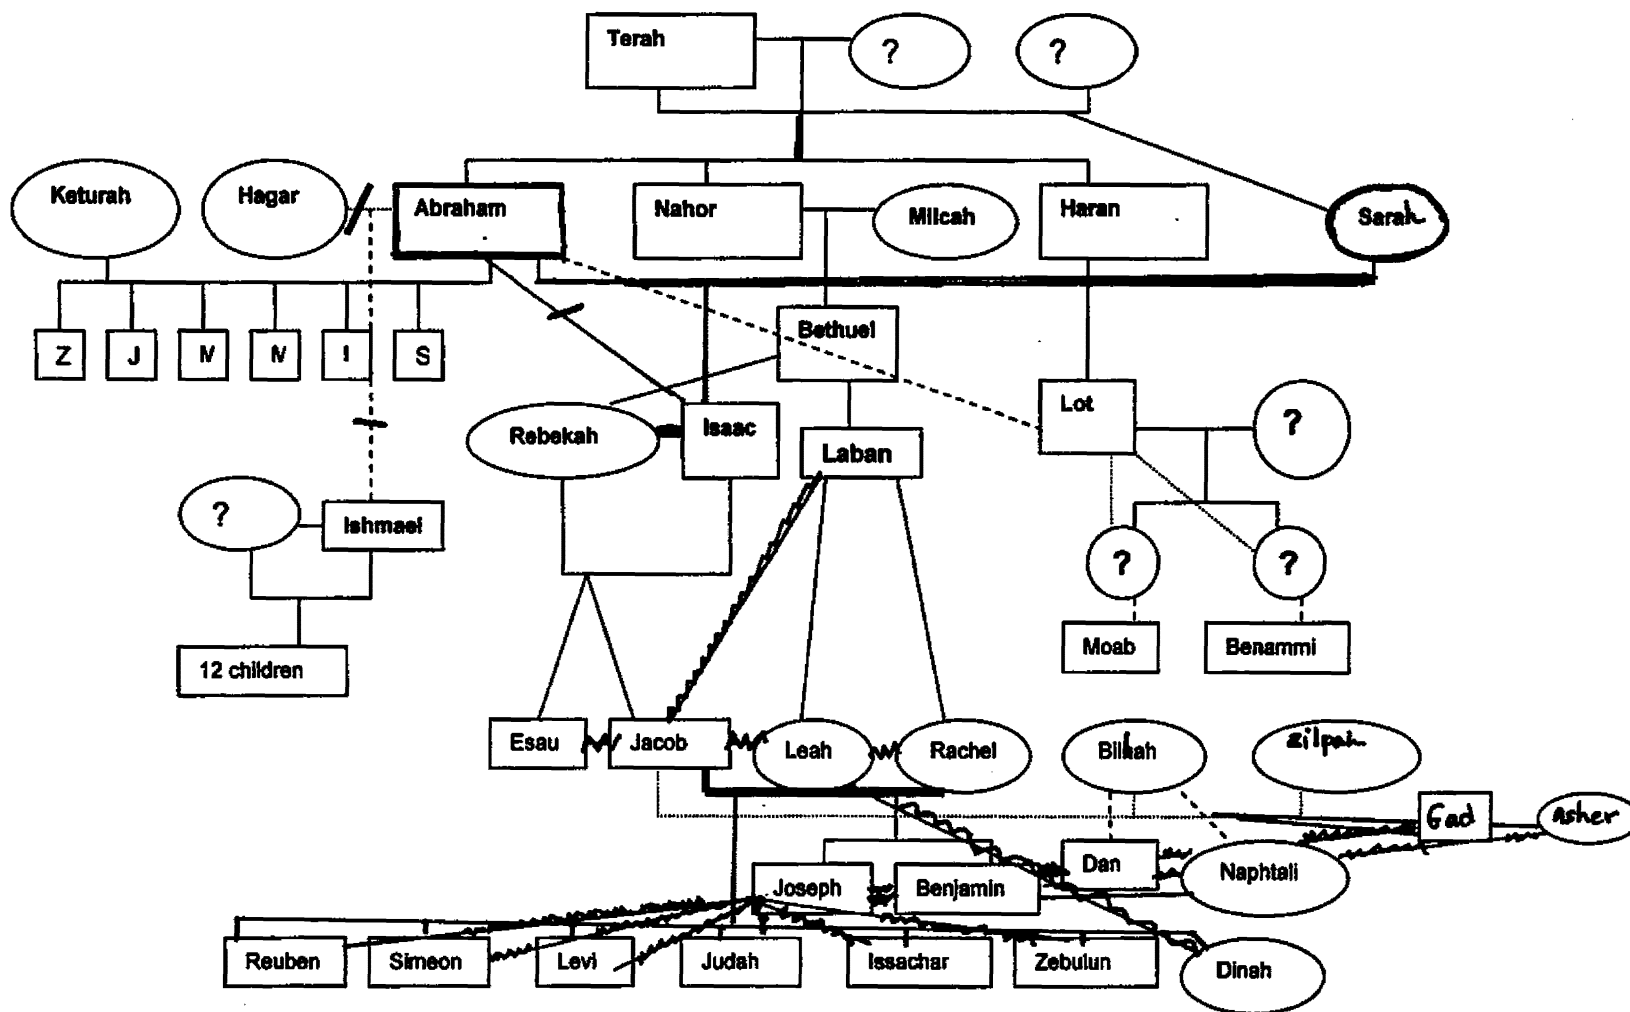 Terah
?
?
Keturah
Hagar
Abraham
Nahor
Milcah
Haran
Sarah
Z
J
M
M
I
S
Bethuel
Lot
?
Rebekah
Isaac
Laban
?
Ishmael
?
?
12 children
Moab
Benammi
Esau
Jacob
Leah
Rachel
Bilhah
Zilpah
Gad
Asher
Joseph
Benjamin
Dan
Naphtali
Reuben
Simeon
Levi
Judah
Issachar
Zebulun
Dinah